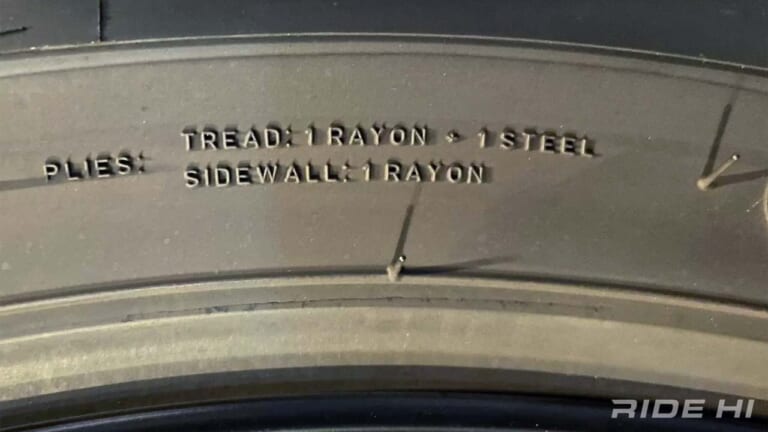 PLIES:
TREAD: 1 RAYON + 1 STEEL
SIDEWALL: 1 RAYON
RIDE HI